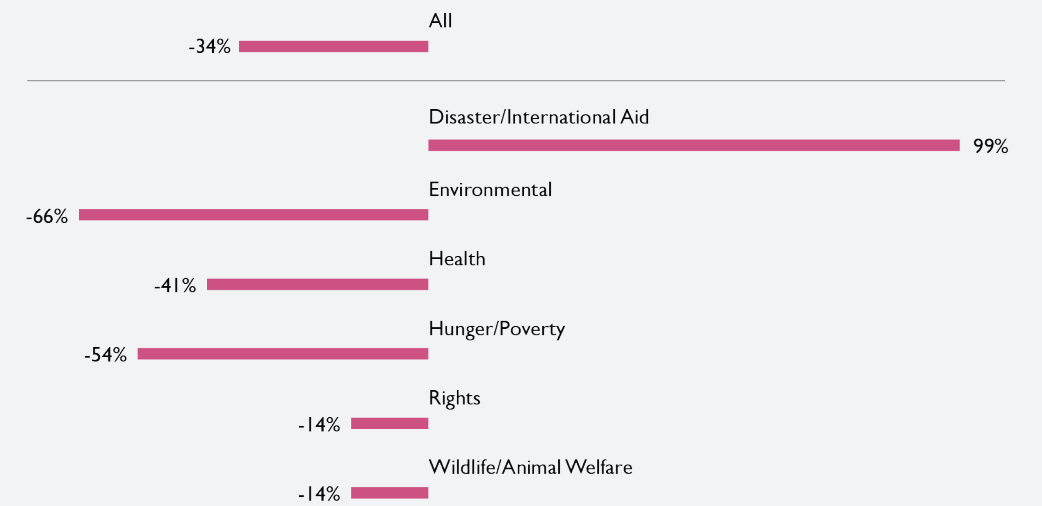 All
-34%
Disaster/International Aid
99%
Environmental
-66%
Health
-41%
Hunger/Poverty
-54%
Rights
-14%
Wildlife/Animal Welfare
-14%